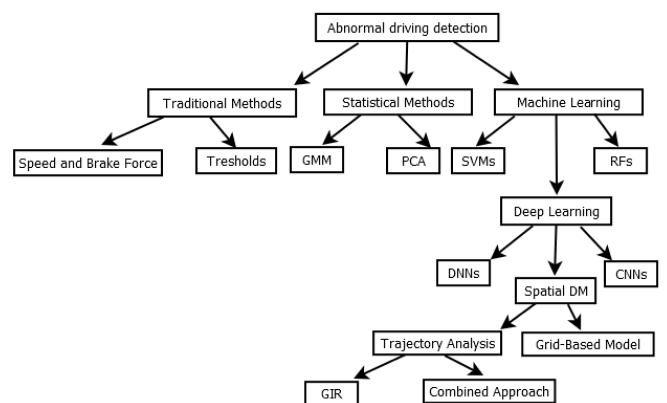 Abnormal driving detection
Traditional Methods
Statistical Methods
Machine Learning
Speed and Brake Force
Tresholds
GMM
PCA
SVMs
RFs
Deep Learning
DNNs
CNNs
Spatial DM
Trajectory Analysis
Grid-Based Model
GIR
Combined Approach